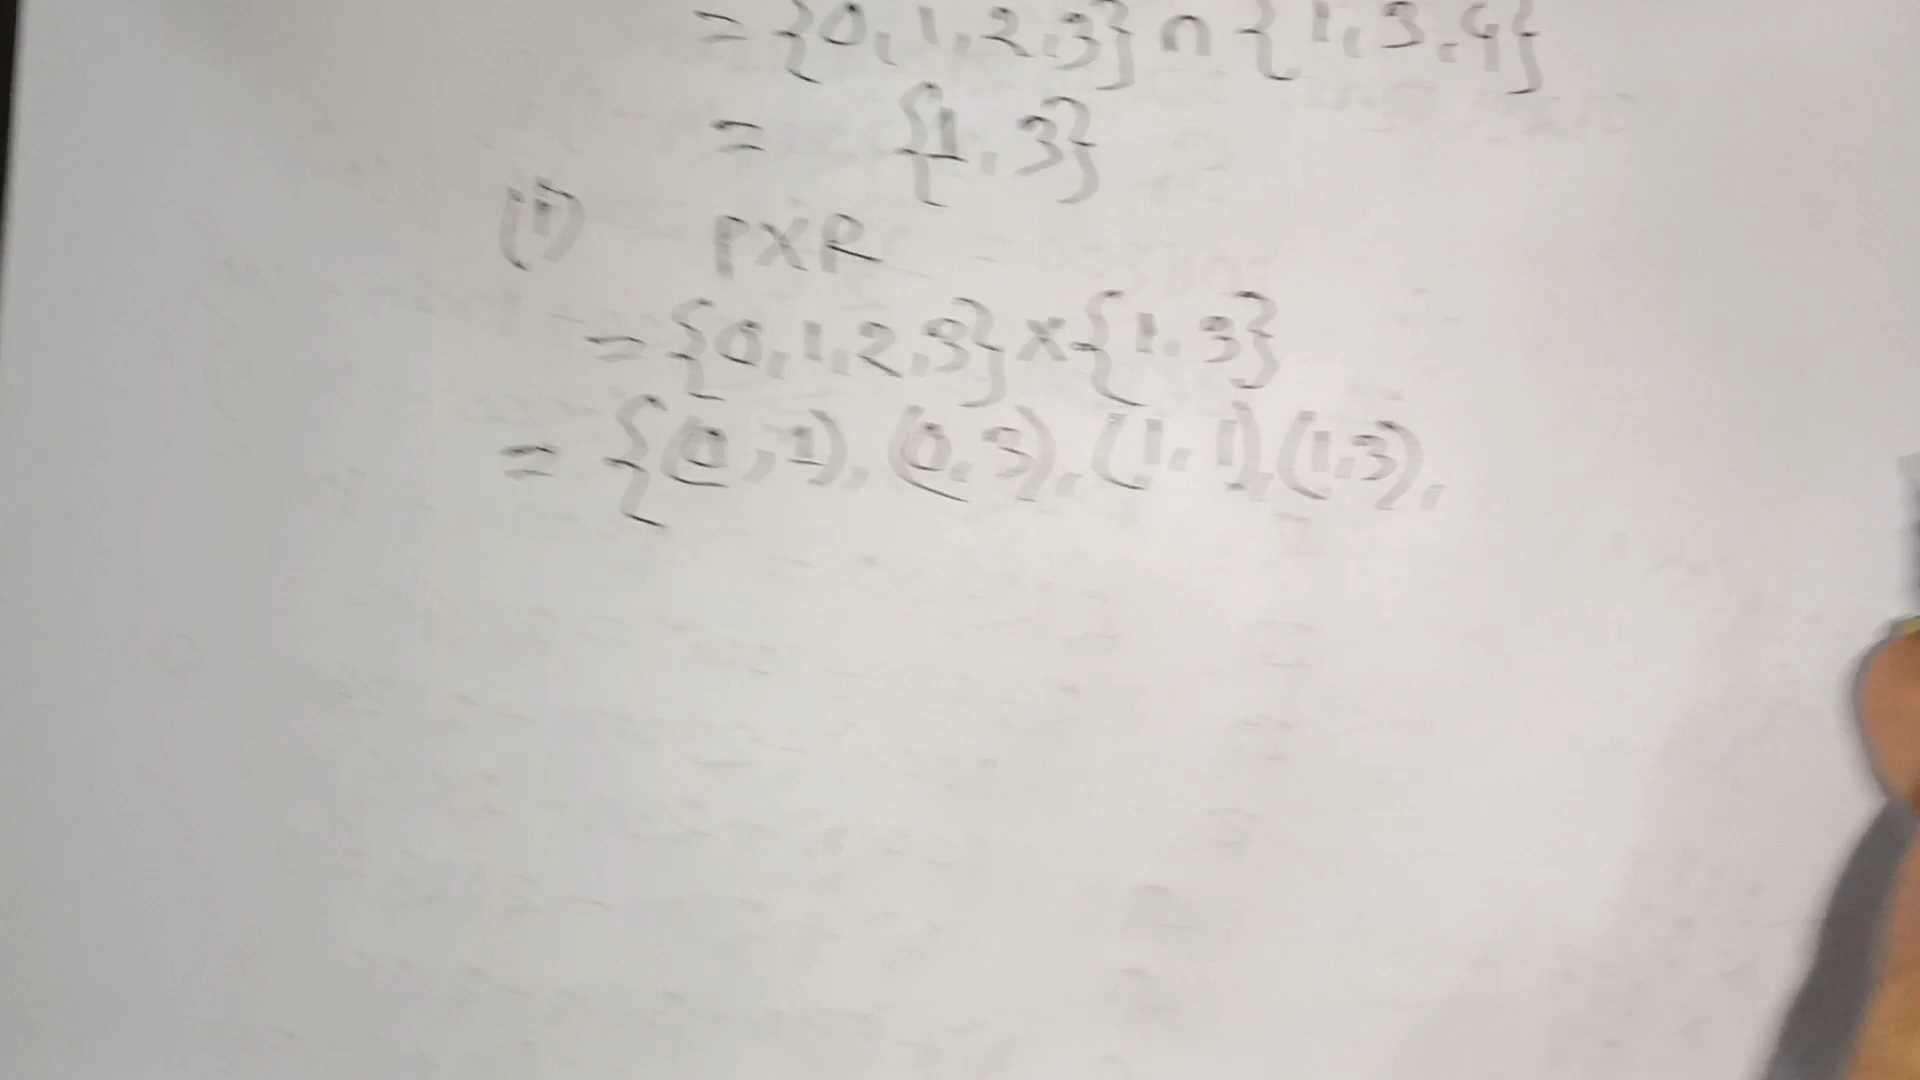 = {0, 1, 2, 3} ∩ {1, 3, 4}
= {1, 3}
(i) P×R
= {0, 1, 2, 3} × {1, 3}
= {(0, 1), (0, 3), (1, 1), (1, 3),